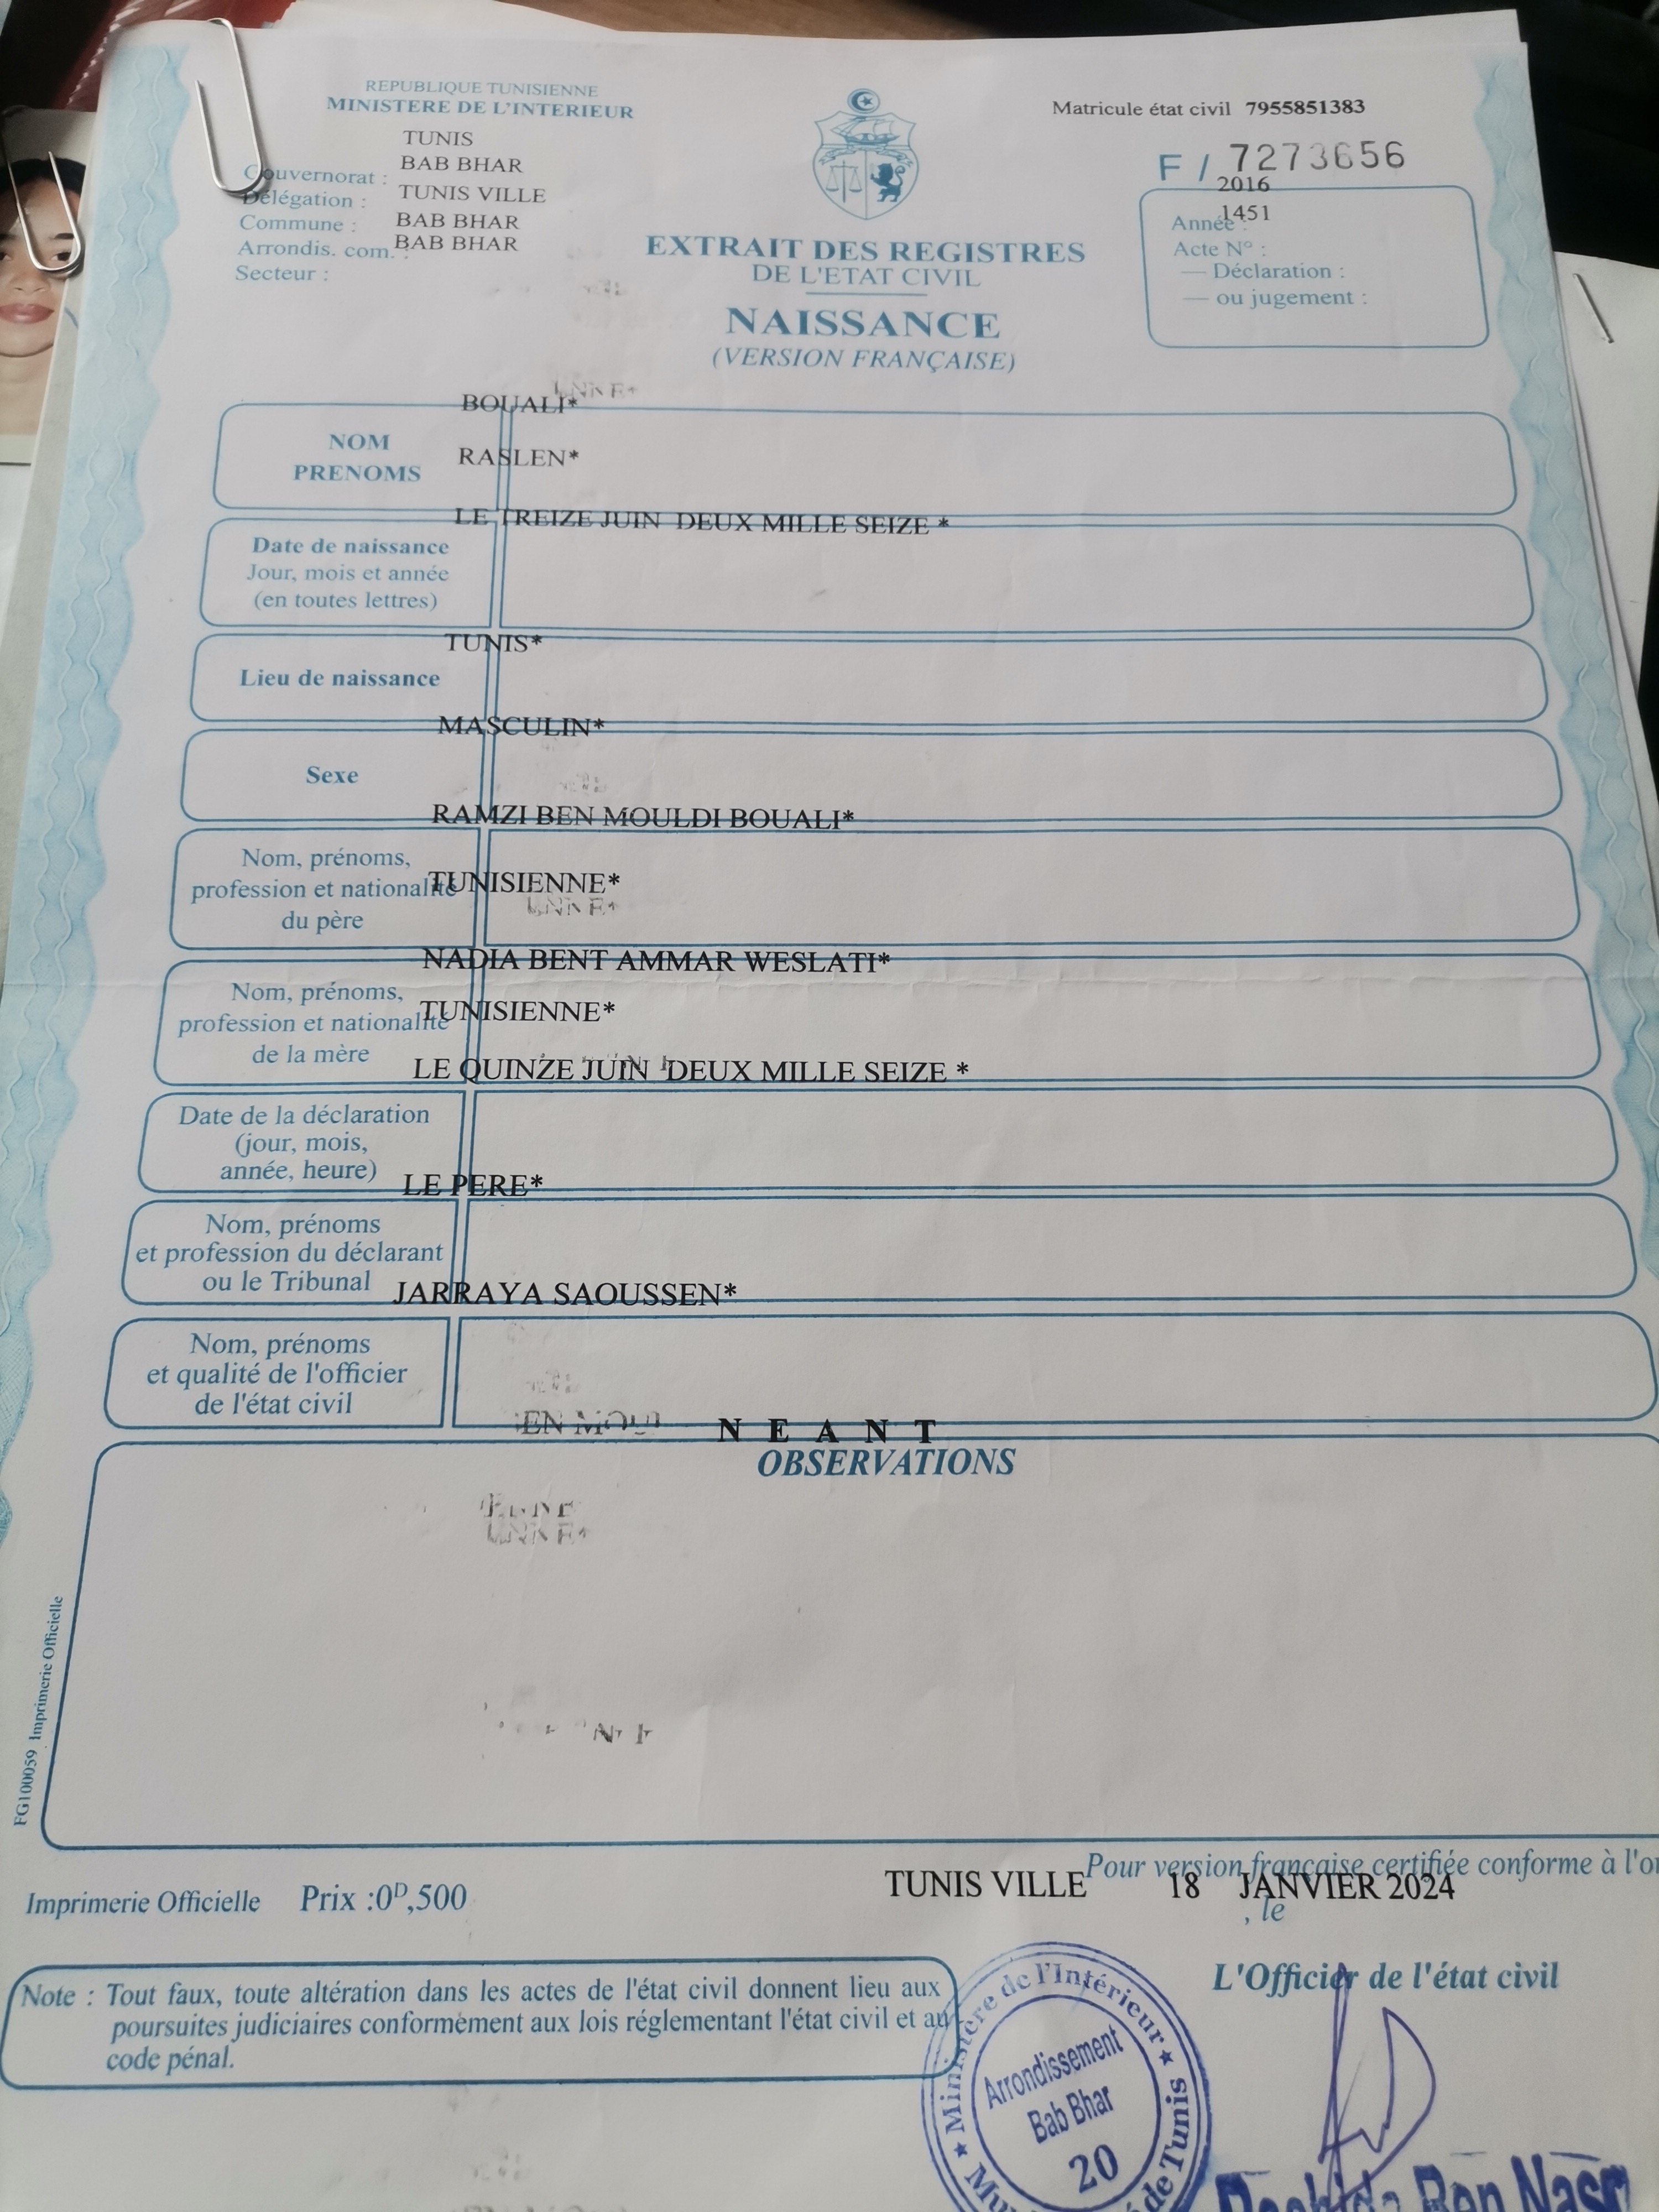 REPUBLIQUE TUNISIENNE
MINISTERE DE L'INTERIEUR
TUNIS
Gouvernorat : BAB BHAR
Délégation : TUNIS VILLE
Commune : BAB BHAR
Arrondis. com. : BAB BHAR
Secteur :
Matricule état civil 7955851383
F / 7273656
2016
Année : 1451
Acte N° :
— Déclaration :
— ou jugement :
EXTRAIT DES REGISTRES
DE L'ETAT CIVIL
NAISSANCE
(VERSION FRANÇAISE)
BOUALI*
NOM
PRENOMS
RASLEN*
LE TREIZE JUIN DEUX MILLE SEIZE *
Date de naissance
Jour, mois et année
(en toutes lettres)
TUNIS*
Lieu de naissance
MASCULIN*
Sexe
RAMZI BEN MOULDI BOUALI*
Nom, prénoms,
profession et nationalité
du père
TUNISIENNE*
NADIA BENT AMMAR WESLATI*
Nom, prénoms,
profession et nationalité
de la mère
TUNISIENNE*
LE QUINZE JUIN DEUX MILLE SEIZE *
Date de la déclaration
(jour, mois,
année, heure)
LE PERE*
Nom, prénoms
et profession du déclarant
ou le Tribunal
JARRAYA SAOUSSEN*
Nom, prénoms
et qualité de l'officier
de l'état civil
N E A N T
OBSERVATIONS
FG100059 Imprimerie Officielle
Pour version française certifiée conforme à
TUNIS VILLE 18 JANVIER 2024
, le
Imprimerie Officielle Prix :0ᴰ,500
L'Officier de l'état civil
Note : Tout faux, toute altération dans les actes de l'état civil donnent lieu aux
poursuites judiciaires conformément aux lois réglementant l'état civil et au
code pénal.
★ Ministère de l'Intérieur ★
Arrondissement
Bab Bhar
20
de Tunis
Ben Nasr